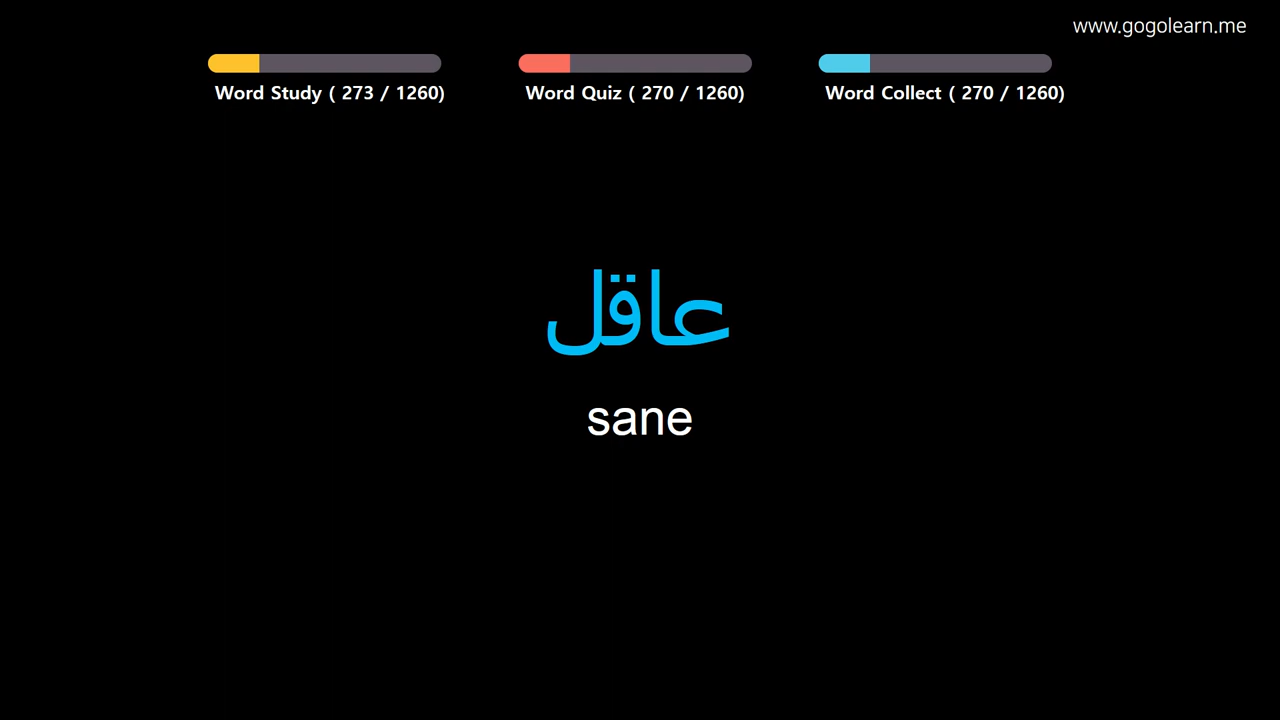 www.gogolearn.me
Word Study ( 273 / 1260)
Word Quiz ( 270 / 1260)
Word Collect ( 270 / 1260)
عاقل
sane